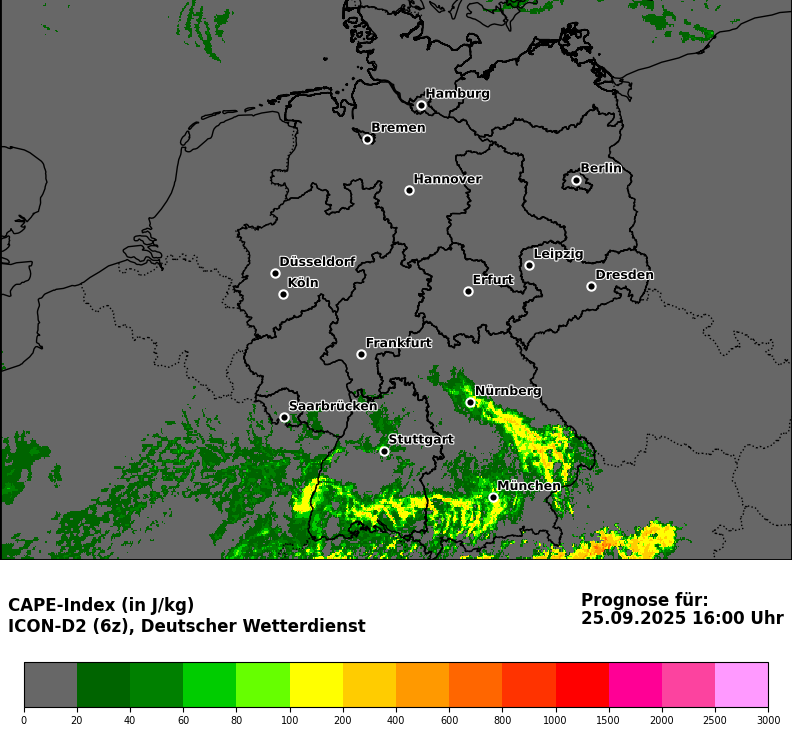 Hamburg
Bremen
Berlin
Hannover
Leipzig
Düsseldorf
Dresden
Köln
Erfurt
Frankfurt
Nürnberg
Saarbrücken
Stuttgart
München
CAPE-Index (in J/kg)
ICON-D2 (6z), Deutscher Wetterdienst
Prognose für:
25.09.2025 16:00 Uhr
0 20 40 60 80 100 200 400 600 800 1000 1500 2000 2500 3000